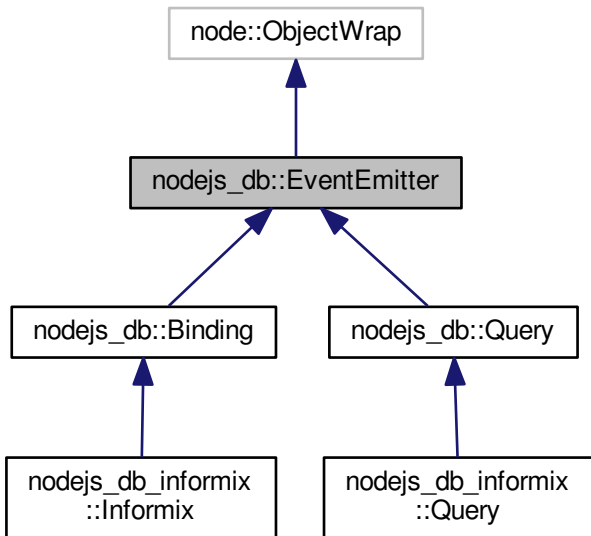 node::ObjectWrap
nodejs_db::EventEmitter
nodejs_db::Binding
nodejs_db::Query
nodejs_db_informix
::Informix
nodejs_db_informix
::Query